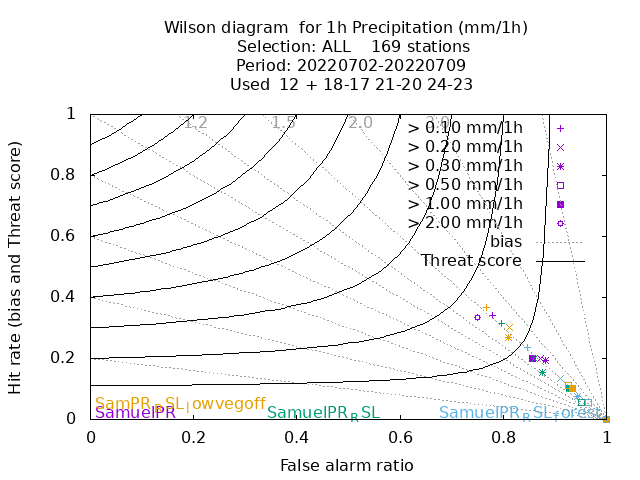 Wilson diagram  for 1h Precipitation (mm/1h)
Selection: ALL    169 stations
Period: 20220702-20220709
Used  12 + 18-17 21-20 24-23
Hit rate (bias and Threat score)
1
0.8
0.6
0.4
0.2
0
1.2
1.5
2.0
3.0
> 0.10 mm/1h
> 0.20 mm/1h
> 0.30 mm/1h
> 0.50 mm/1h
> 1.00 mm/1h
> 2.00 mm/1h
bias
Threat score
SamPR_RSL_lowvegoff
SamuelPR
SamuelPR_RSL
SamuelPR_RSL_forest
0
0.2
0.4
0.6
0.8
1
False alarm ratio